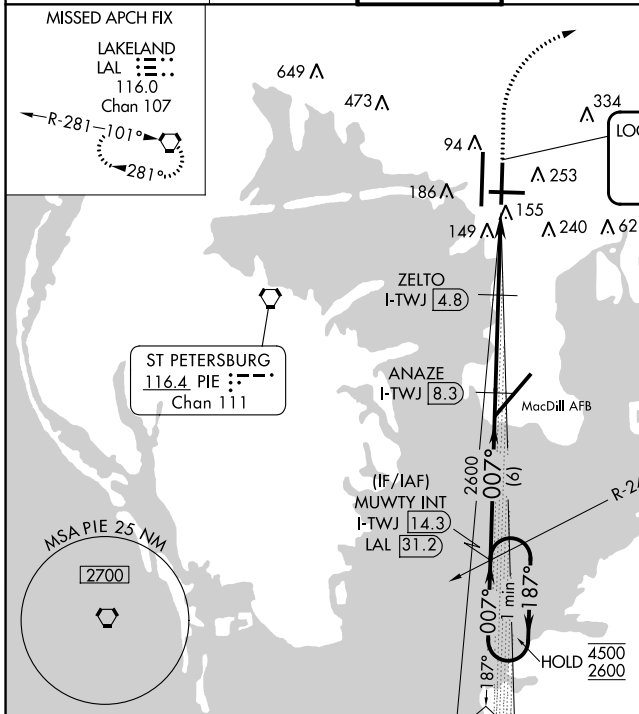 MISSED APCH FIX
LAKELAND
LAL
116.0
Chan 107
R-281
101°
281°
649
473
334
LOC
94
253
186
155
149
240
62
ZELTO
I-TWJ 4.8
ST PETERSBURG
116.4 PIE
Chan 111
ANAZE
I-TWJ 8.3
MacDill AFB
2600
007°
(6)
(IF/IAF)
MUWTY INT
I-TWJ 14.3
LAL 31.2
R-24
MSA PIE 25 NM
2700
007°
1 min
187°
HOLD 4500
2600
187°